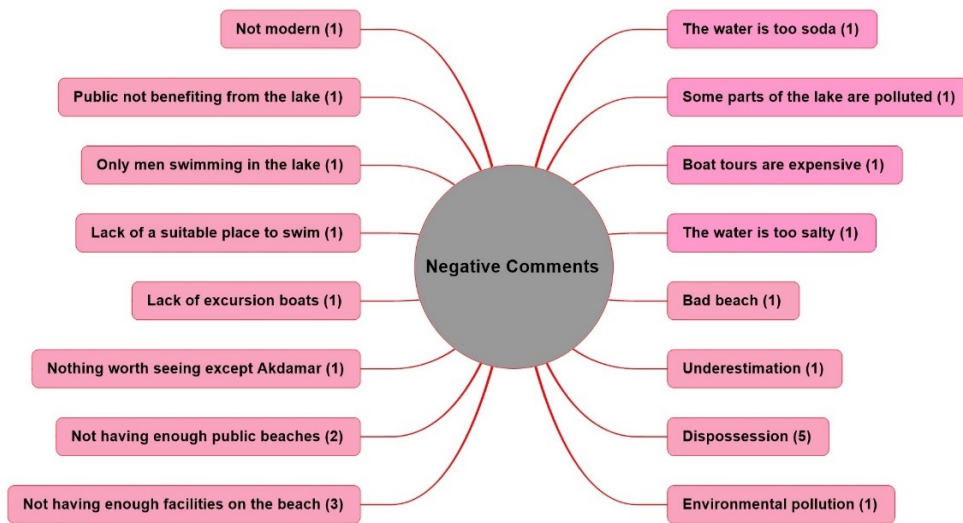 Not modern (1)
Public not benefiting from the lake (1)
Only men swimming in the lake (1)
Lack of a suitable place to swim (1)
Lack of excursion boats (1)
Nothing worth seeing except Akdamar (1)
Not having enough public beaches (2)
Not having enough facilities on the beach (3)
Negative Comments
The water is too soda (1)
Some parts of the lake are polluted (1)
Boat tours are expensive (1)
The water is too salty (1)
Bad beach (1)
Underestimation (1)
Dispossession (5)
Environmental pollution (1)